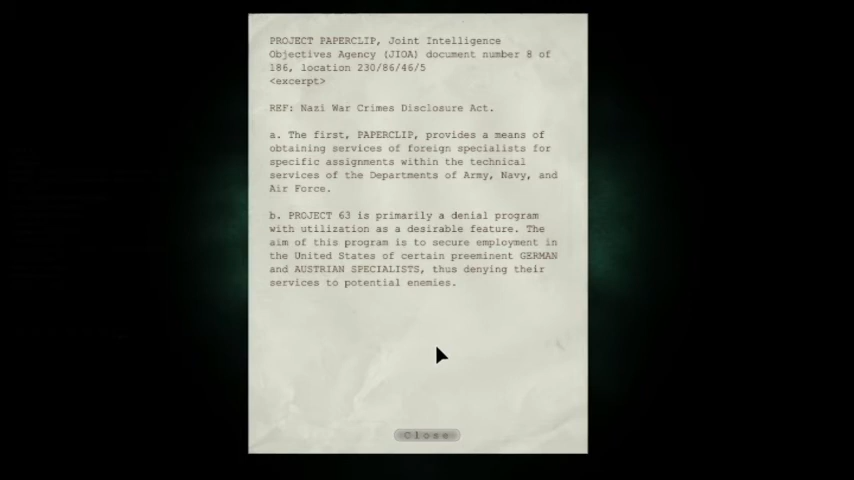 PROJECT PAPERCLIP, Joint Intelligence
Objectives Agency (JIOA) document number 8 of
186, location 230/86/46/5
<excerpt>
REF: Nazi War Crimes Disclosure Act.
a. The first, PAPERCLIP, provides a means of
obtaining services of foreign specialists for
specific assignments within the technical
services of the Departments of Army, Navy, and
Air Force.
b. PROJECT 63 is primarily a denial program
with utilization as a desirable feature. The
aim of this program is to secure employment in
the United States of certain preeminent GERMAN
and AUSTRIAN SPECIALISTS, thus denying their
services to potential enemies.
Close